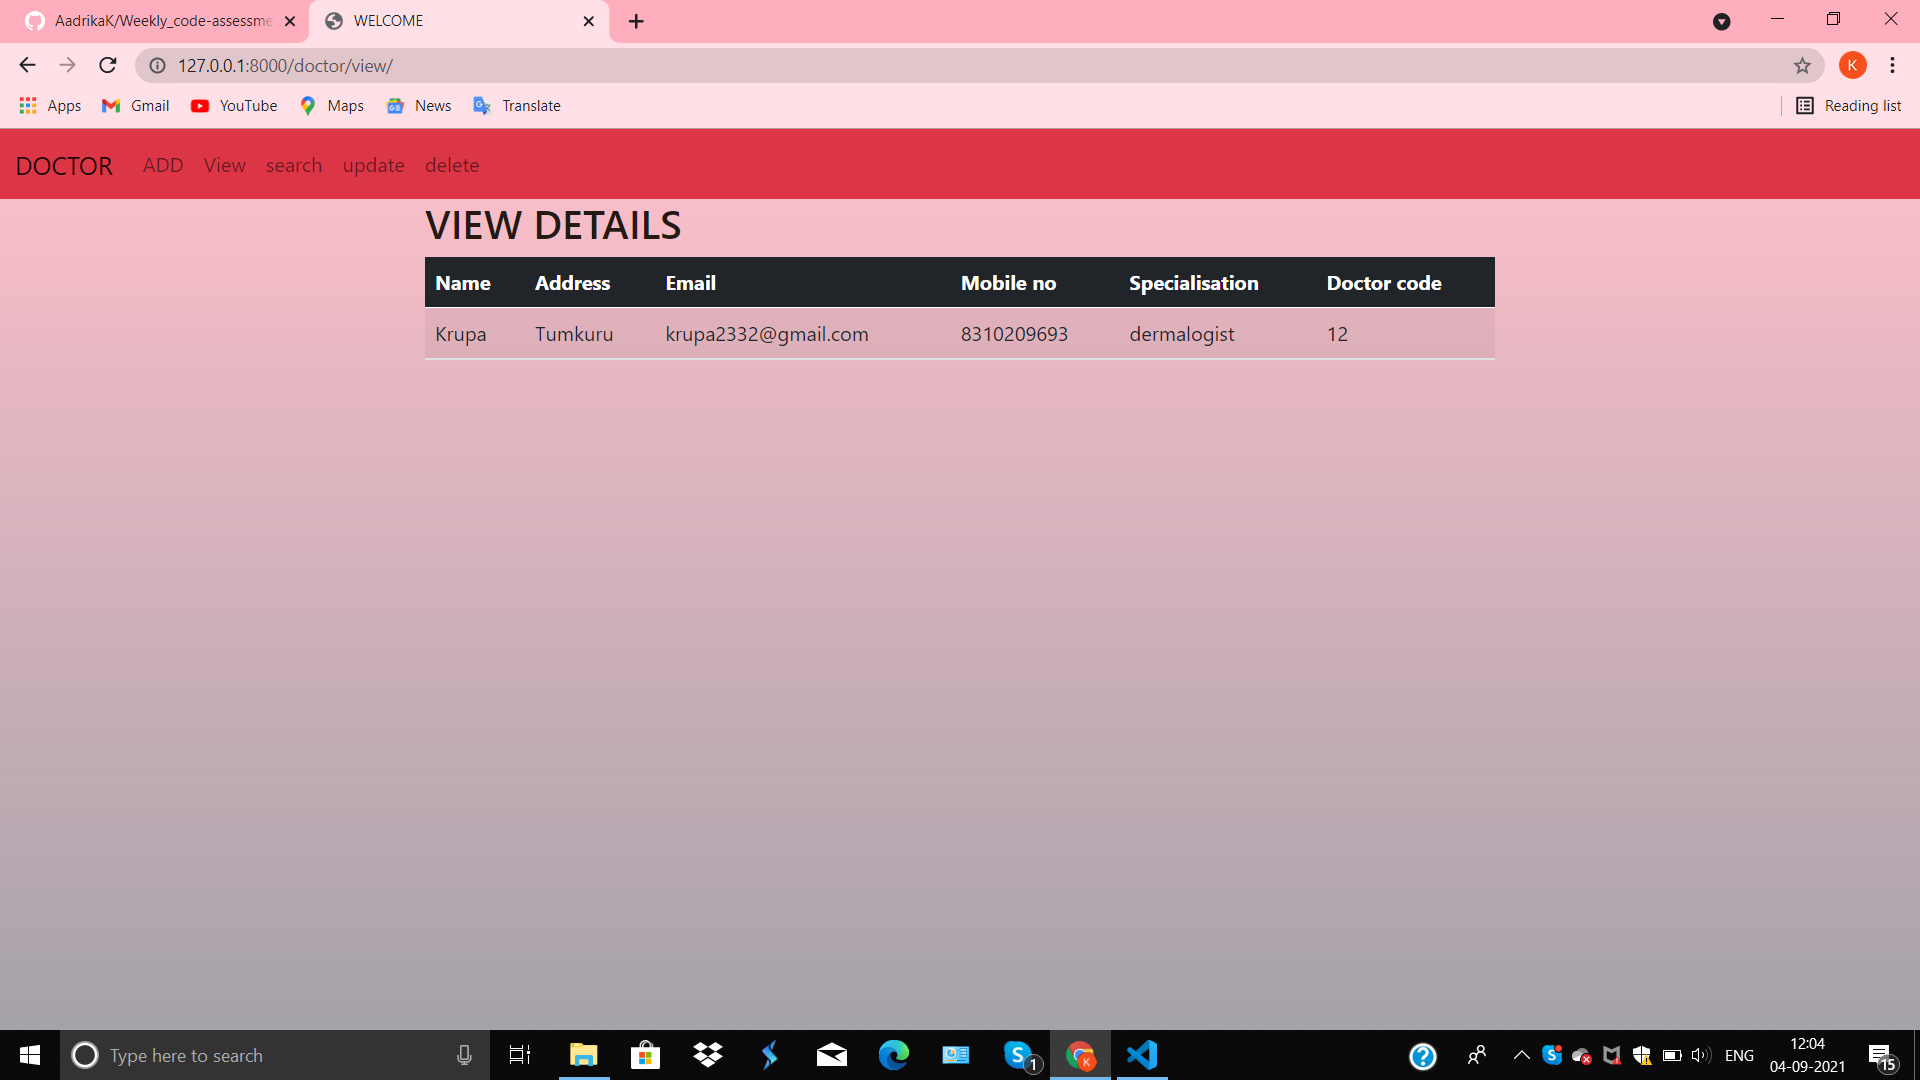 AadrikaK/Weekly_code-assessme
WELCOME
127.0.0.1:8000/doctor/view/
K
Apps Gmail YouTube Maps News Translate Reading list
DOCTOR ADD View search update delete
VIEW DETAILS
Name Address Email Mobile no Specialisation Doctor code
Krupa Tumkuru krupa2332@gmail.com 8310209693 dermalogist 12
Type here to search
1
K
ENG
12:04
04-09-2021
15